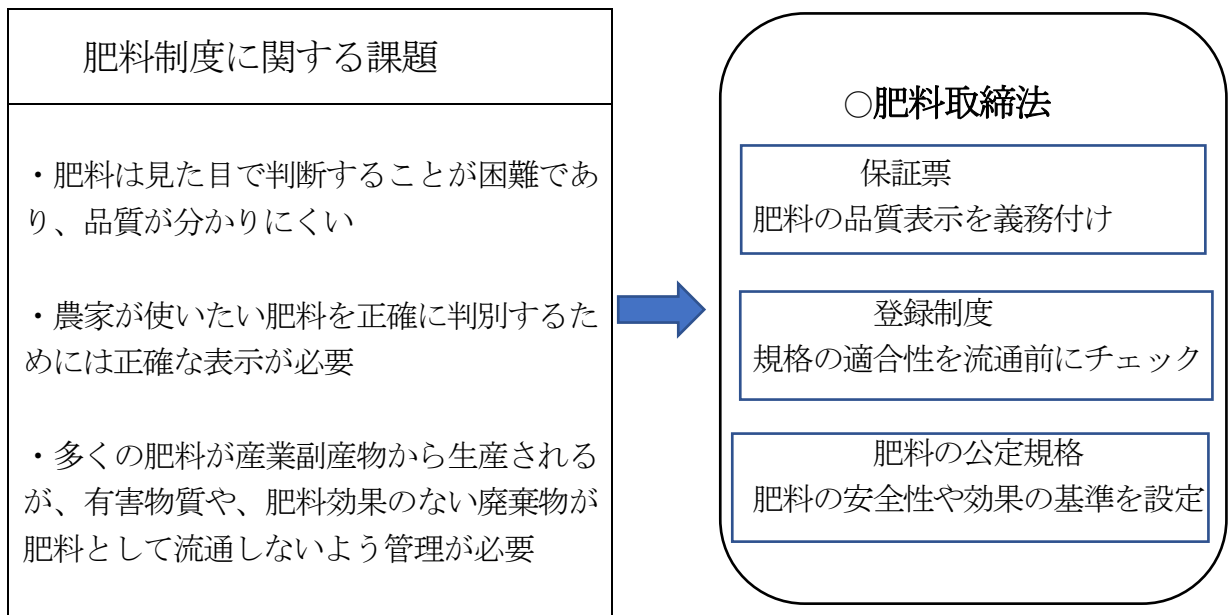 肥料制度に関する課題
・肥料は見た目で判断することが困難であ
り、品質が分かりにくい
・農家が使いたい肥料を正確に判別するた
めには正確な表示が必要
・多くの肥料が産業副産物から生産される
が、有害物質や、肥料効果のない廃棄物が
肥料として流通しないよう管理が必要
○肥料取締法
保証票
肥料の品質表示を義務付け
登録制度
規格の適合性を流通前にチェック
肥料の公定規格
肥料の安全性や効果の基準を設定